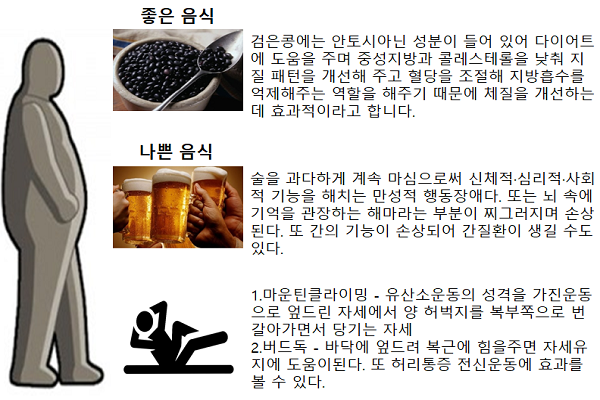 좋은 음식
검은콩에는 안토시아닌 성분이 들어 있어 다이어트
에 도움을 주며 중성지방과 콜레스테롤을 낮춰 지
질 패턴을 개선해 주고 혈당을 조절해 지방흡수를
억제해주는 역할을 해주기 때문에 체질을 개선하는
데 효과적이라고 합니다.
나쁜 음식
술을 과다하게 계속 마심으로써 신체적·심리적·사회
적 기능을 해치는 만성적 행동장애다. 또는 뇌 속에
기억을 관장하는 해마라는 부분이 찌그러지며 손상
된다. 또 간의 기능이 손상되어 간질환이 생길 수도
있다.
1.마운틴클라이밍 - 유산소운동의 성격을 가진운동
으로 엎드린 자세에서 양 허벅지를 복부쪽으로 번
갈아가면서 당기는 자세
2.버드독 - 바닥에 엎드려 복근에 힘을주면 자세유
지에 도움이된다. 또 허리통증 전신운동에 효과를
볼 수 있다.